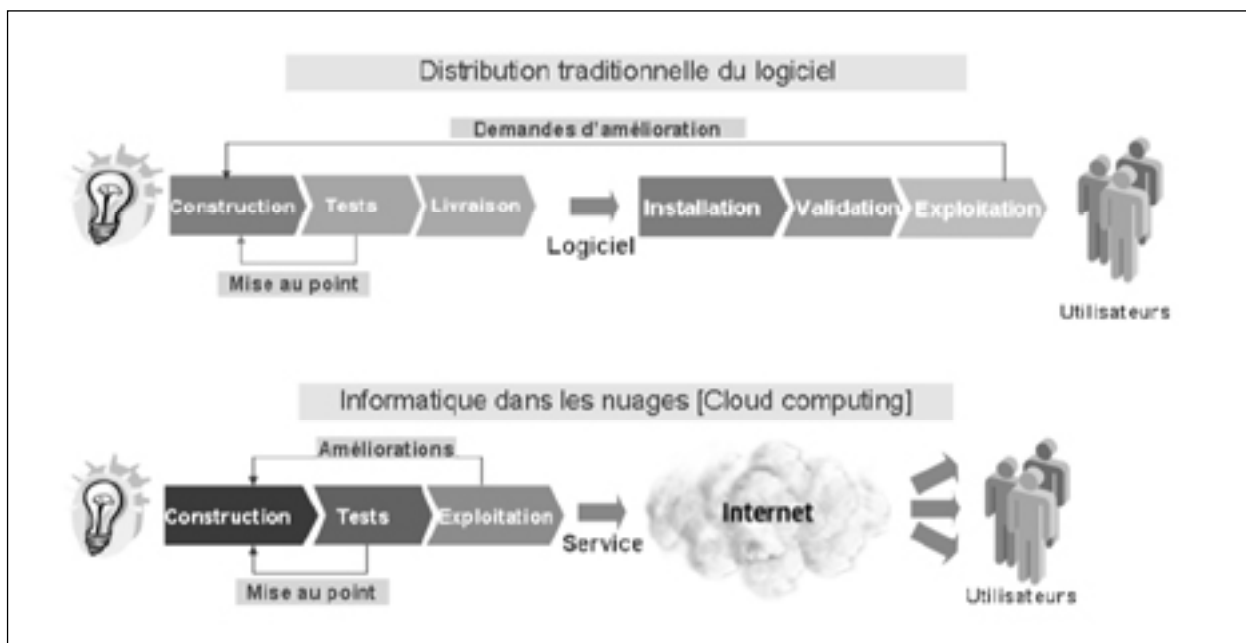 Distribution traditionnelle du logiciel
Demandes d'amélioration
Construction
Tests
Livraison
Installation
Validation
Exploitation
Logiciel
Mise au point
Utilisateurs
Informatique dans les nuages [Cloud computing]
Améliorations
Construction
Tests
Exploitation
Internet
Service
Mise au point
Utilisateurs